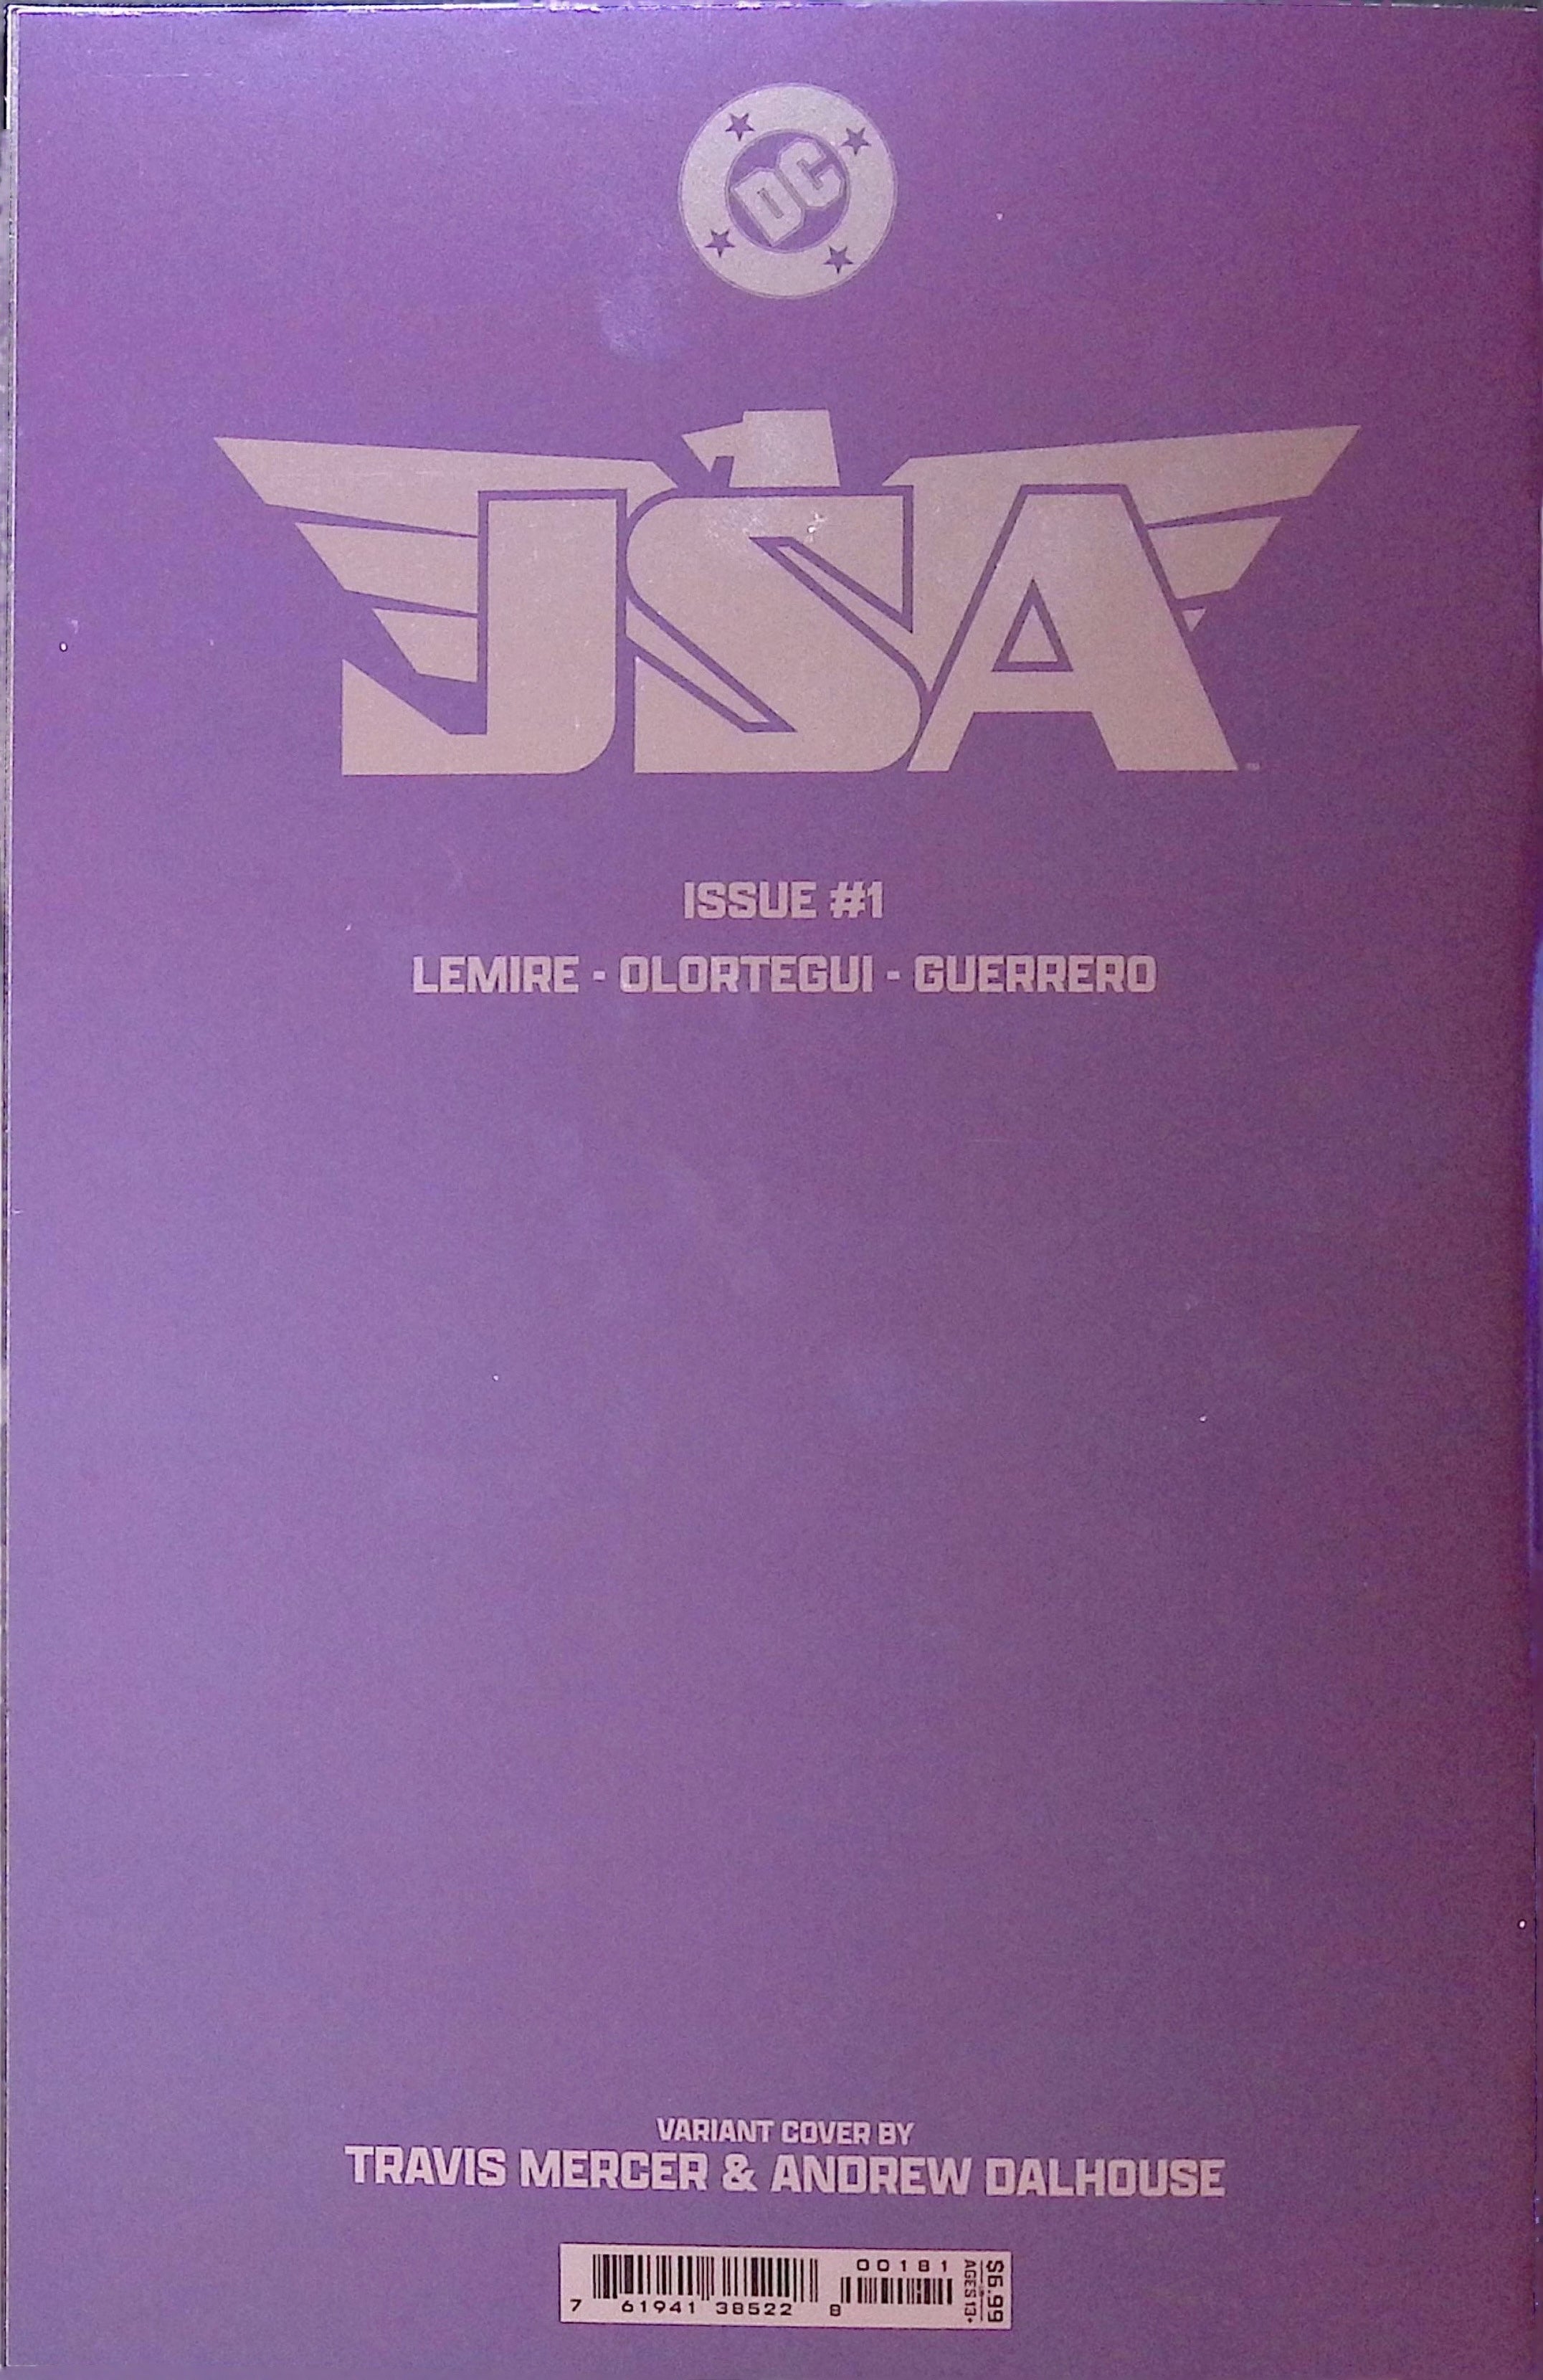 DC
JSA
ISSUE #1
LEMIRE - OLORTEGUI - GUERRERO
VARIANT COVER BY
TRAVIS MERCER & ANDREW DALHOUSE
7 61941 38522 8
00181
AGES 13+
$6.99